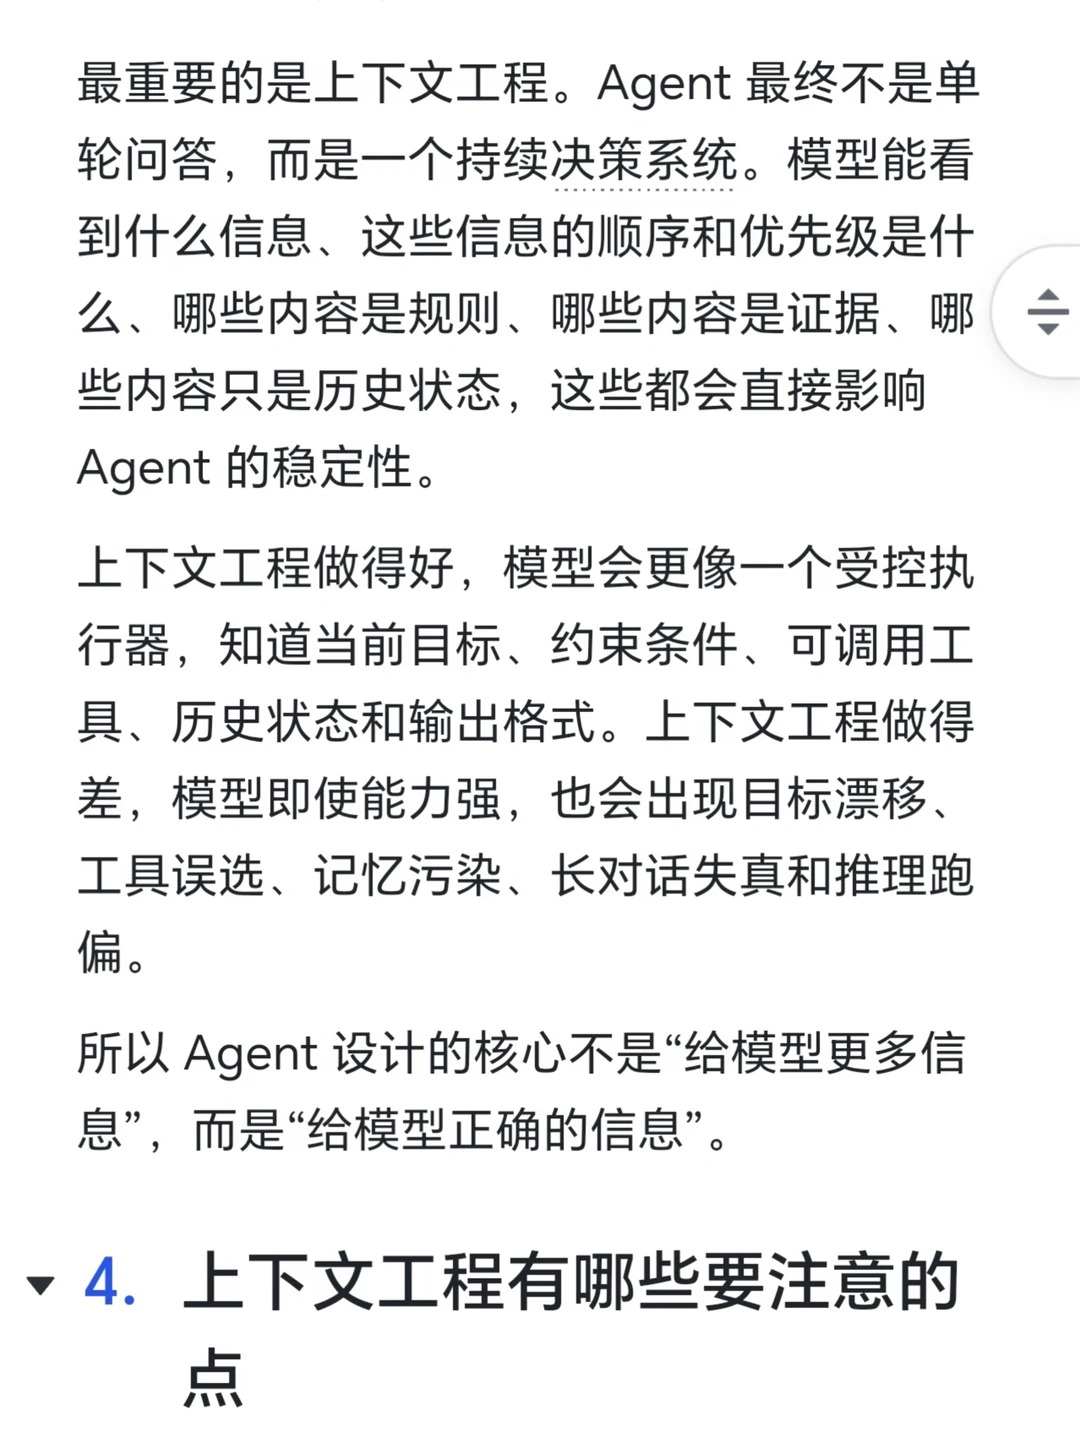 最重要的是上下文工程。Agent 最终不是单
轮问答，而是一个持续决策系统。模型能看
到什么信息、这些信息的顺序和优先级是什
么、哪些内容是规则、哪些内容是证据、哪
些内容只是历史状态，这些都会直接影响
Agent 的稳定性。
上下文工程做得好，模型会更像一个受控执
行器，知道当前目标、约束条件、可调用工
具、历史状态和输出格式。上下文工程做得
差，模型即使能力强，也会出现目标漂移、
工具误选、记忆污染、长对话失真和推理跑
偏。
所以 Agent 设计的核心不是“给模型更多信
息”，而是“给模型正确的信息”。
4. 上下文工程有哪些要注意的
点